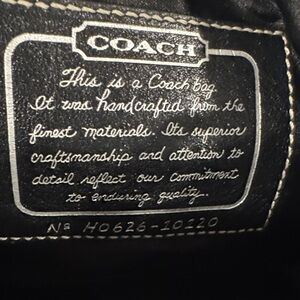 COACH
This is a Coach bag.
It was handcrafted from the
finest materials. Its superior
craftsmanship and attention to
detail reflect our commitment
to enduring quality.
Nº H0626-10120